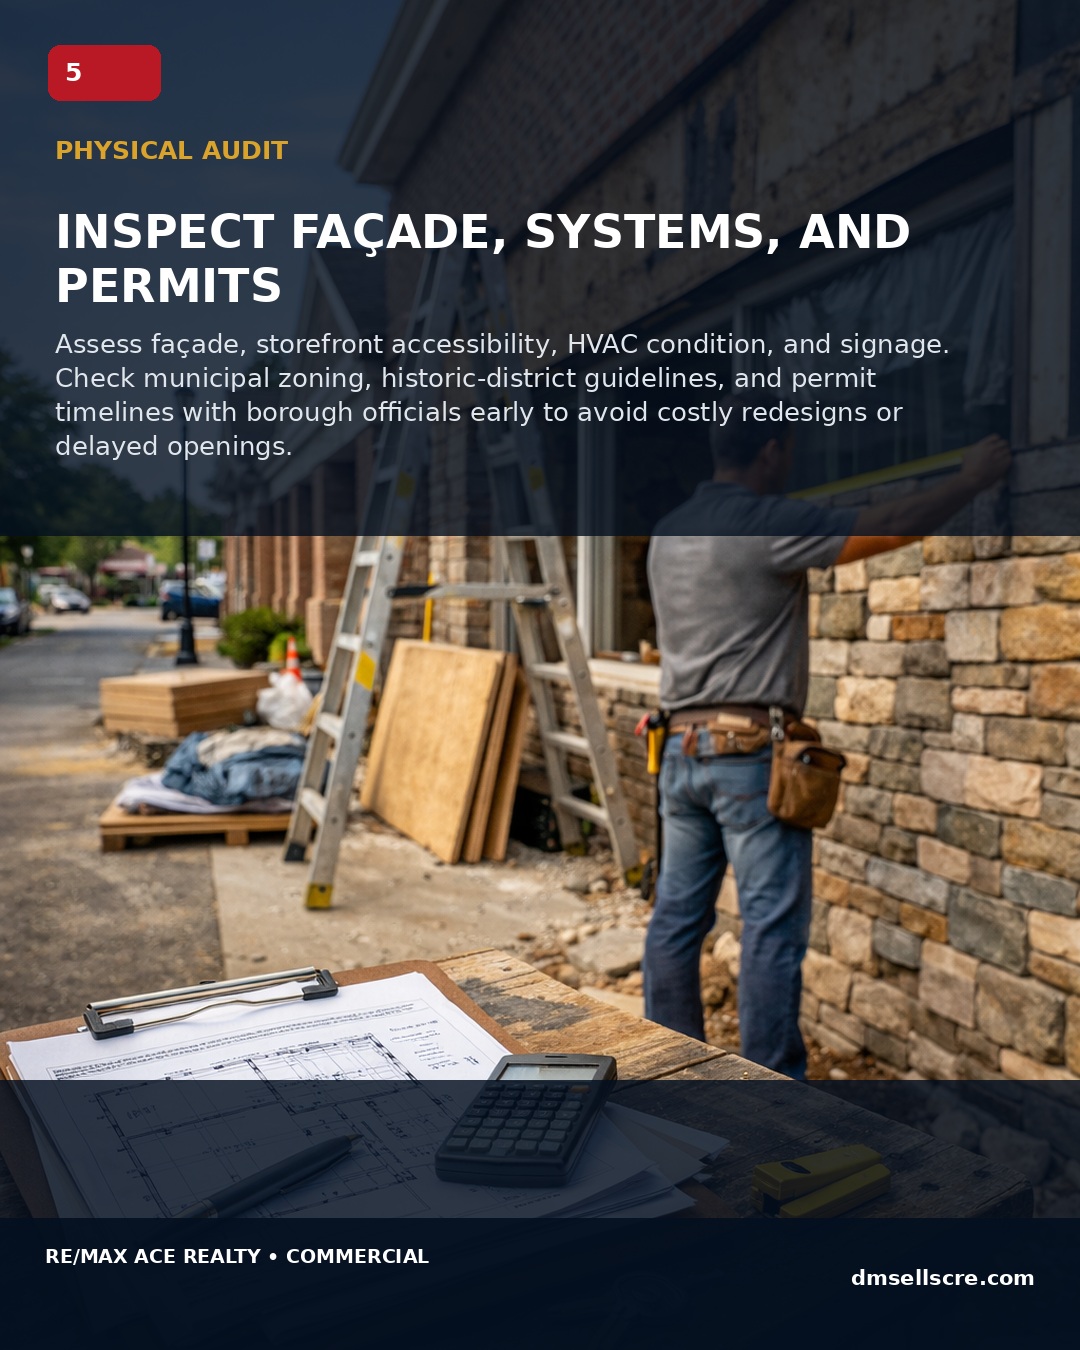 5
PHYSICAL AUDIT
INSPECT FAÇADE, SYSTEMS, AND
PERMITS
Assess façade, storefront accessibility, HVAC condition, and signage.
Check municipal zoning, historic-district guidelines, and permit
timelines with borough officials early to avoid costly redesigns or
delayed openings.
RE/MAX ACE REALTY • COMMERCIAL
dmsellscre.com